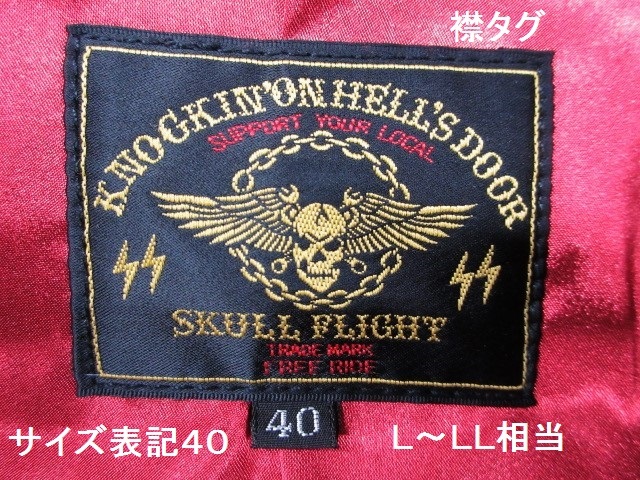 襟タグ
KNOCKIN'ON HELL'S DOOR
SUPPORT YOUR LOCAL
SKULL FLIGHT
TRADE MARK
FREE RIDE
40
サイズ表記40
L～LL相当